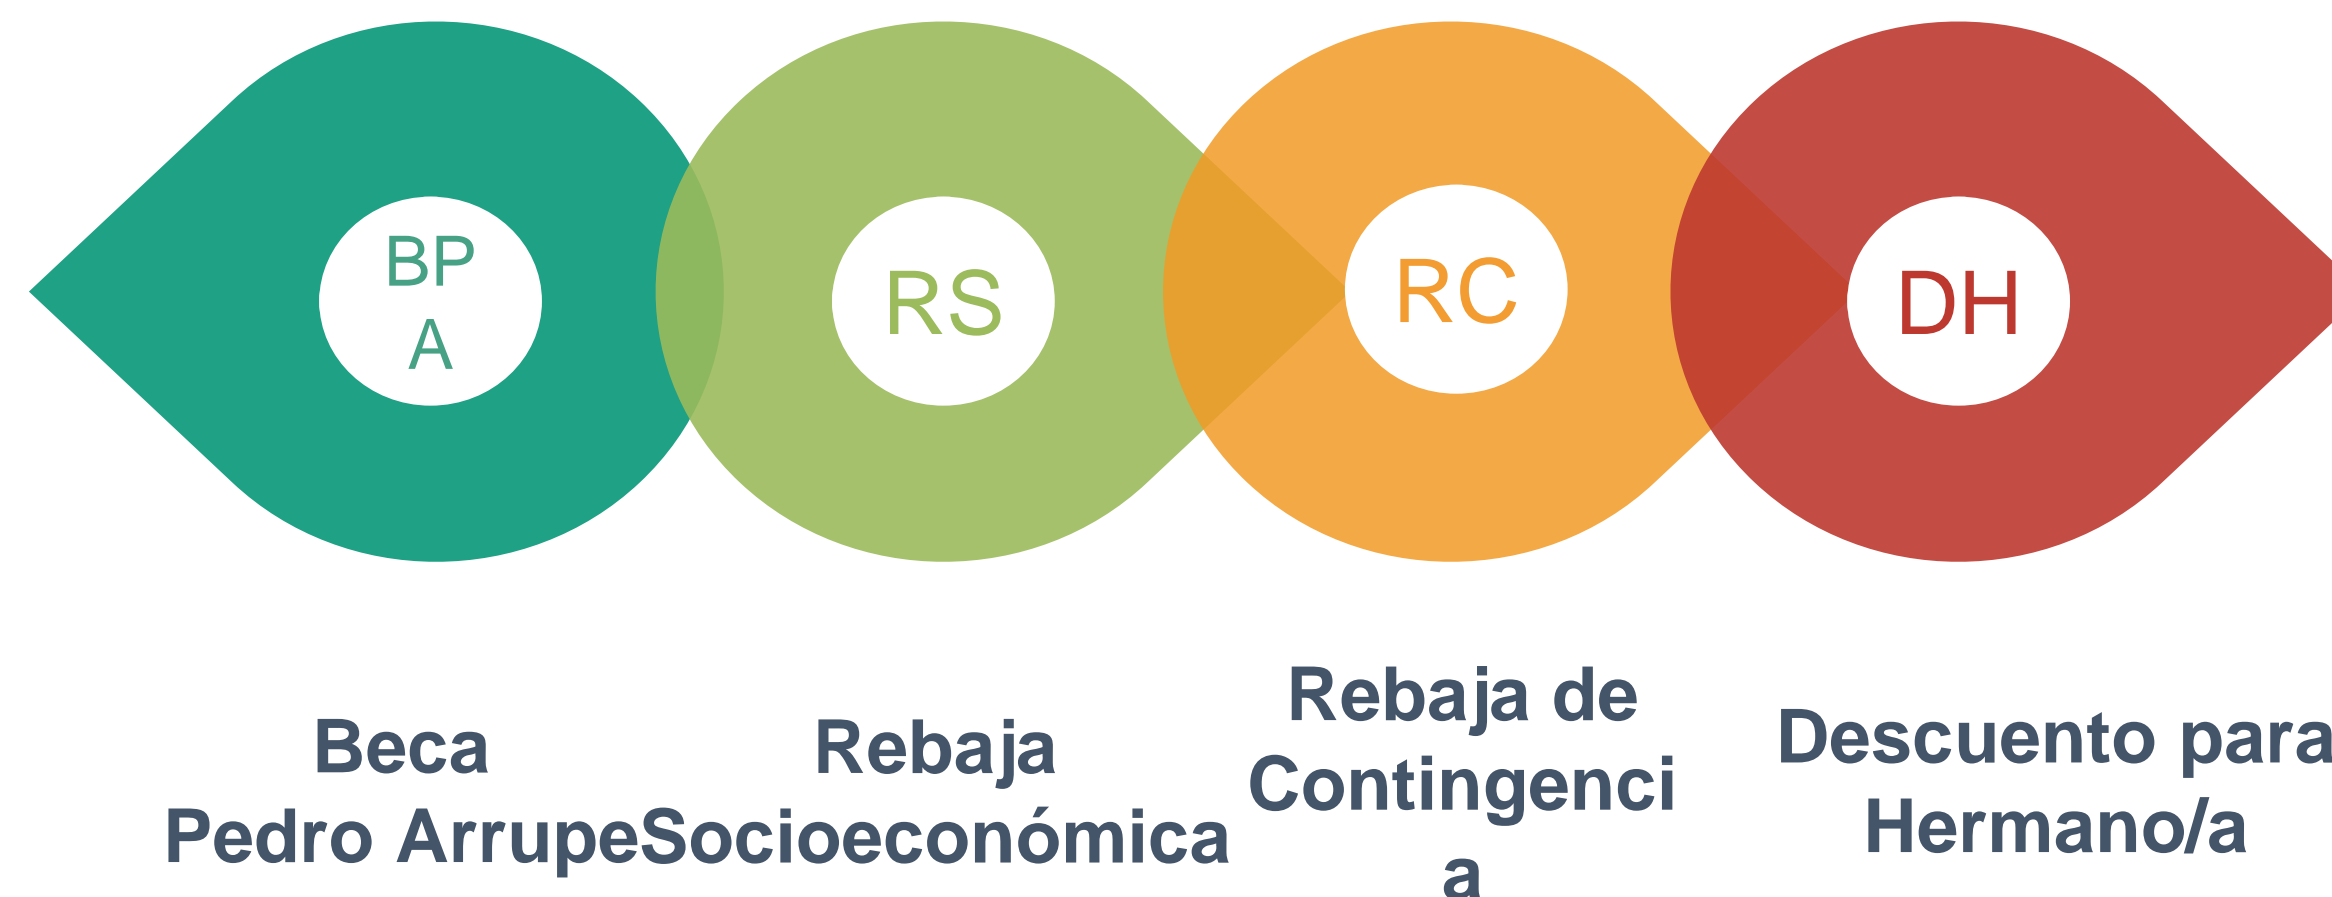 BP
A
RS
RC
DH
Beca
Pedro Arrupe
Rebaja
Socioeconómica
Rebaja de
Contingenci
a
Descuento para
Hermano/a